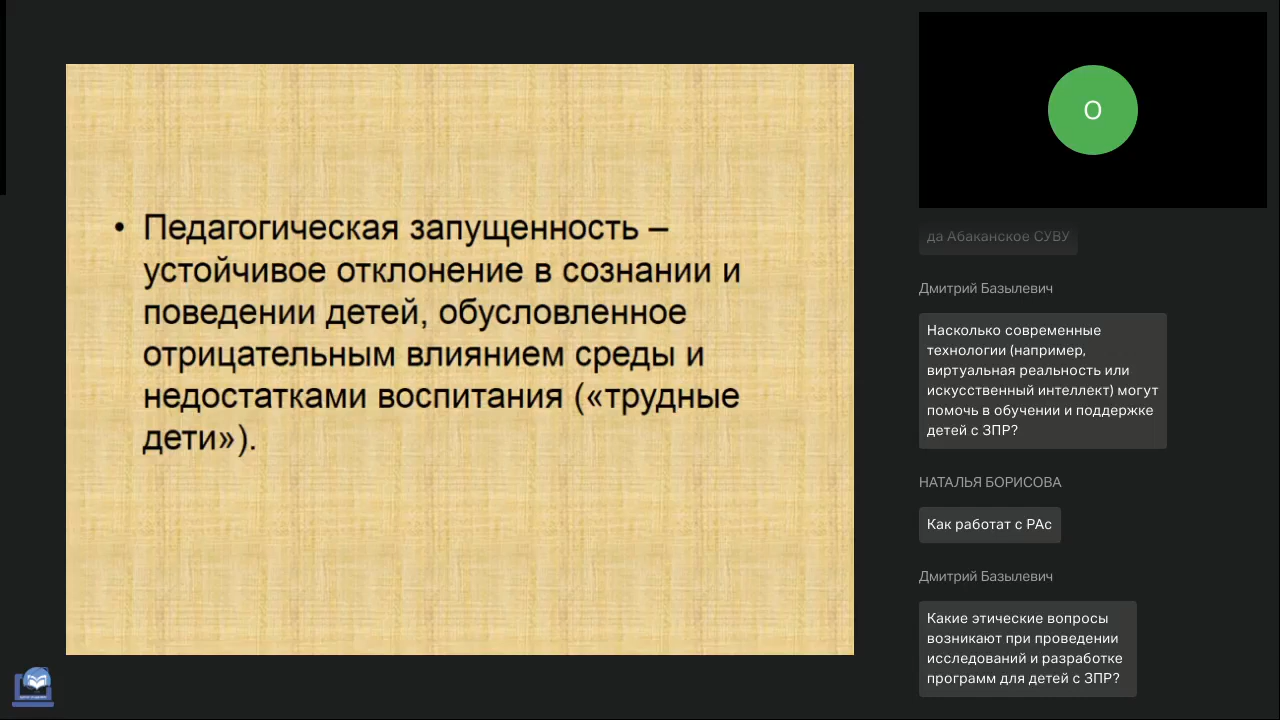 • Педагогическая запущенность –
устойчивое отклонение в сознании и
поведении детей, обусловленное
отрицательным влиянием среды и
недостатками воспитания («трудные
дети»).
О
да Абаканское СУВУ
Дмитрий Базылевич
Насколько современные
технологии (например,
виртуальная реальность или
искусственный интеллект) могут
помочь в обучении и поддержке
детей с ЗПР?
НАТАЛЬЯ БОРИСОВА
Как работат с РАс
Дмитрий Базылевич
Какие этические вопросы
возникают при проведении
исследований и разработке
программ для детей с ЗПР?